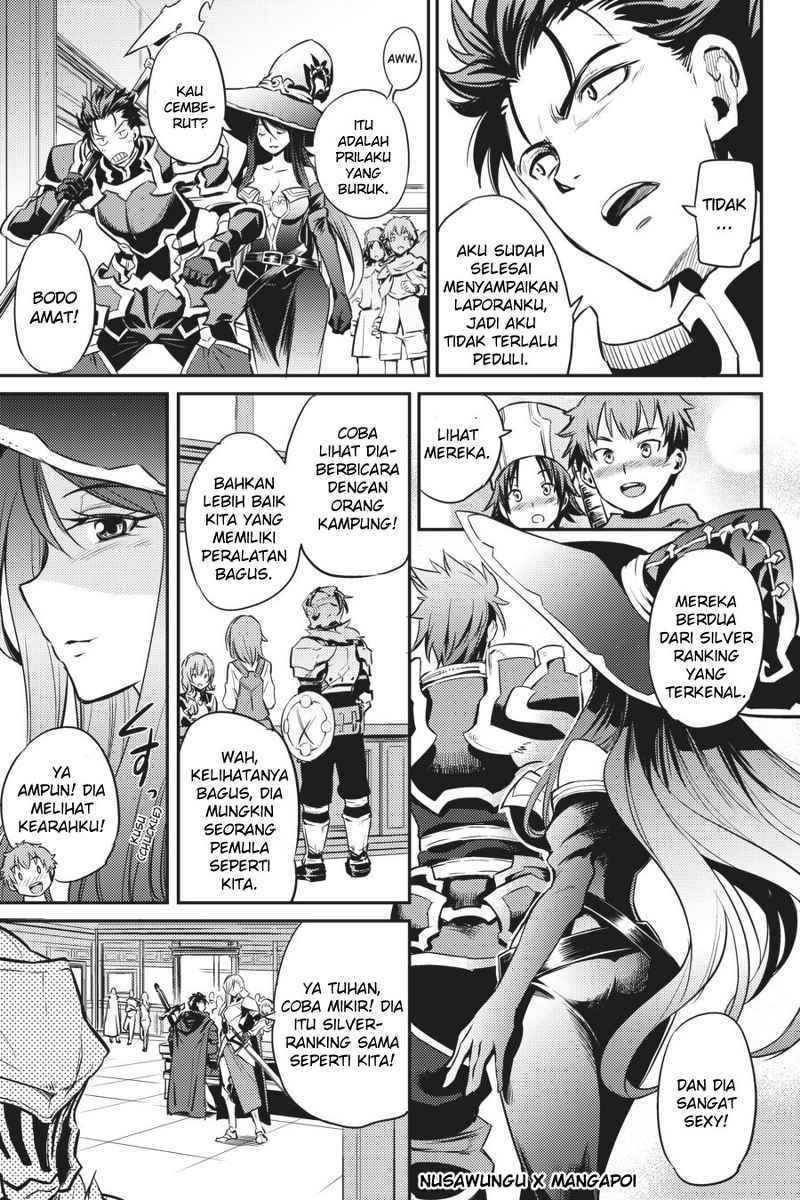 TIDAK
...
AKU SUDAH
SELESAI
MENYAMPAIKAN
LAPORANKU,
JADI AKU
TIDAK TERLALU
PEDULI.
AWW.
ITU
ADALAH
PRILAKU
YANG
BURUK.
KAU
CEMBE-
RUT?
BODO
AMAT!
LIHAT
MEREKA.
MEREKA
BERDUA
DARI SILVER
RANKING
YANG
TERKENAL.
DAN DIA
SANGAT
SEXY!
COBA
LIHAT DIA-
BERBICARA
DENGAN
ORANG
KAMPUNG!
BAHKAN
LEBIH BAIK
KITA YANG
MEMILIKI
PERALATAN
BAGUS.
WAH,
KELIHATANYA
BAGUS, DIA
MUNGKIN
SEORANG
PEMULA
SEPERTI
KITA.
くすっ
KUSU
(CHUCKLE)
YA
AMPUN! DIA
MELIHAT
KEARAHKU!
YA TUHAN,
COBA MIKIR! DIA
ITU SILVER-
RANKING SAMA
SEPERTI KITA!
NUSAWUNGU X MANGAPOI